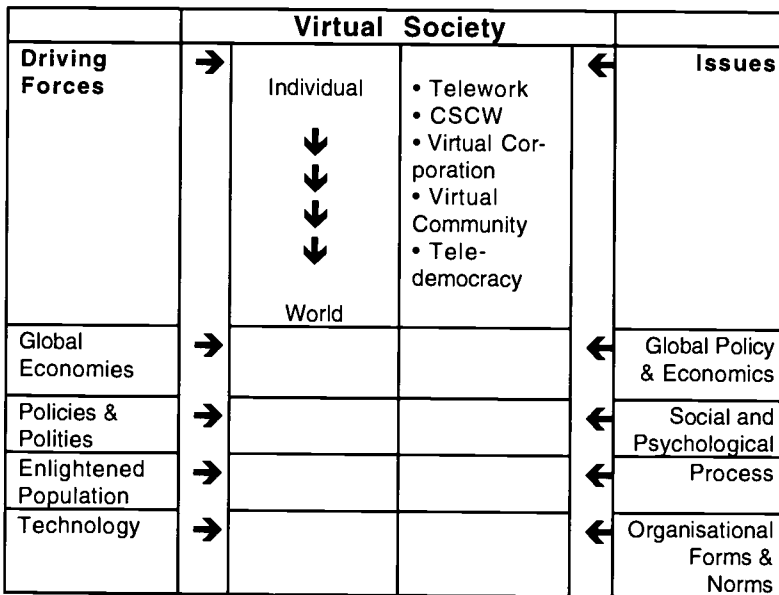 Virtual Society
Driving
Forces
Individual
World
• Telework
• CSCW
• Virtual Cor-
poration
• Virtual
Community
• Tele-
democracy
Issues
Global
Economies
Global Policy
& Economics
Policies &
Polities
Social and
Psychological
Enlightened
Population
Process
Technology
Organisational
Forms &
Norms